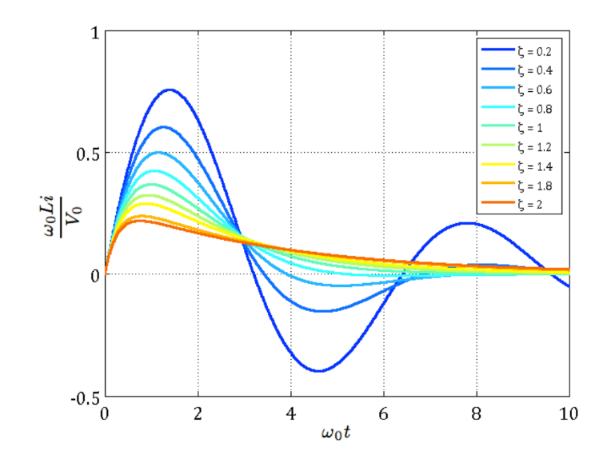 1
0.5
0
-0.5
ω₀Li
V₀
0 2 4 6 8 10
ω₀t
ζ = 0.2
ζ = 0.4
ζ = 0.6
ζ = 0.8
ζ = 1
ζ = 1.2
ζ = 1.4
ζ = 1.8
ζ = 2